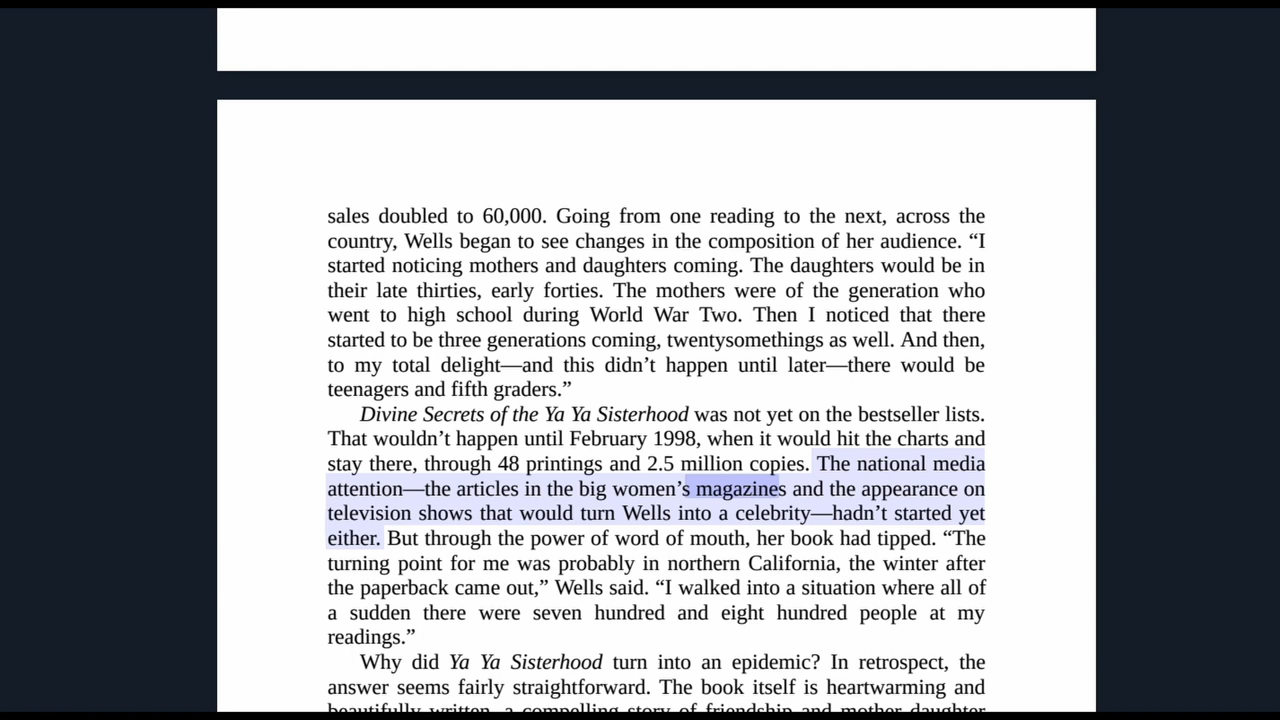 sales doubled to 60,000. Going from one reading to the next, across the
country, Wells began to see changes in the composition of her audience. “I
started noticing mothers and daughters coming. The daughters would be in
their late thirties, early forties. The mothers were of the generation who
went to high school during World War Two. Then I noticed that there
started to be three generations coming, twentysomethings as well. And then,
to my total delight—and this didn’t happen until later—there would be
teenagers and fifth graders.”
Divine Secrets of the Ya Ya Sisterhood was not yet on the bestseller lists.
That wouldn’t happen until February 1998, when it would hit the charts and
stay there, through 48 printings and 2.5 million copies. The national media
attention—the articles in the big women’s magazines and the appearance on
television shows that would turn Wells into a celebrity—hadn’t started yet
either. But through the power of word of mouth, her book had tipped. “The
turning point for me was probably in northern California, the winter after
the paperback came out,” Wells said. “I walked into a situation where all of
a sudden there were seven hundred and eight hundred people at my
readings.”
Why did Ya Ya Sisterhood turn into an epidemic? In retrospect, the
answer seems fairly straightforward. The book itself is heartwarming and
beautifully written, a compelling story of friendship and mother daughter